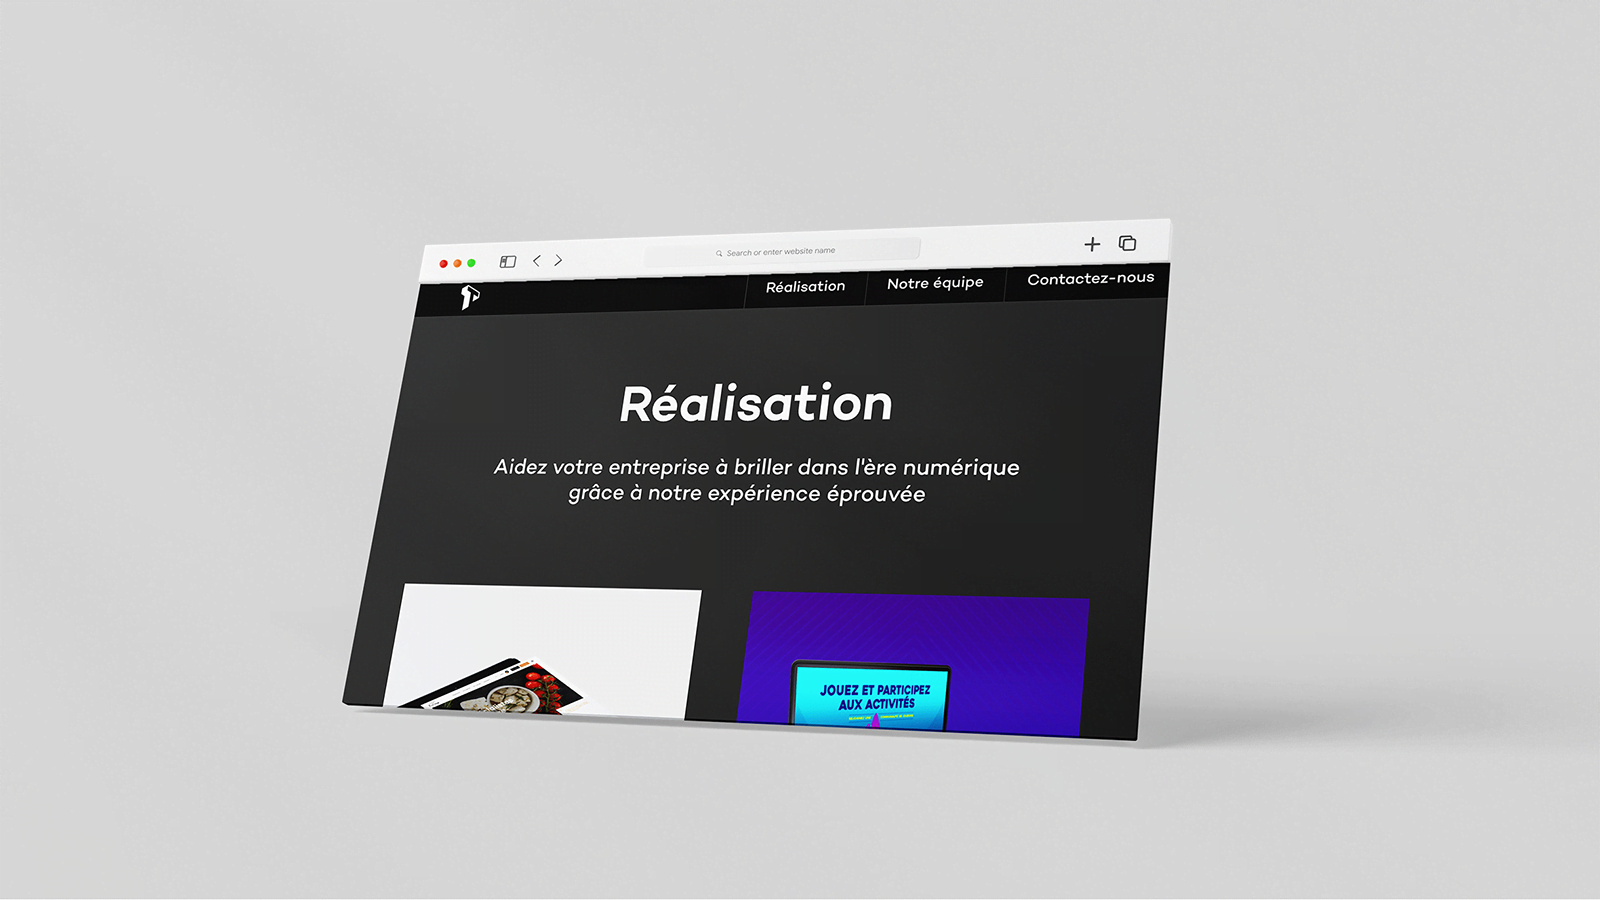 Search or enter website name
Réalisation
Notre équipe
Contactez-nous
Réalisation
Aidez votre entreprise à briller dans l'ère numérique
grâce à notre expérience éprouvée
JOUEZ ET PARTICIPEZ
AUX ACTIVITÉS